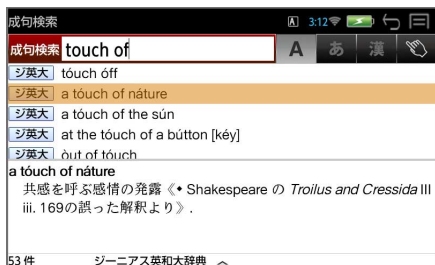 成句検索 A 3:12
成句検索 touch of A あ 漢
ジ英大 tóuch óff
ジ英大 a tóuch of náture
ジ英大 a tóuch of the sún
ジ英大 at the tóuch of a bútton [kéy]
ジ英大 òut of tóuch
a tóuch of náture
共感を呼ぶ感情の発露《◆ Shakespeare の Troilus and Cressida III
iii. 169の誤った解釈より》.
53 件 ジーニアス英和大辞典